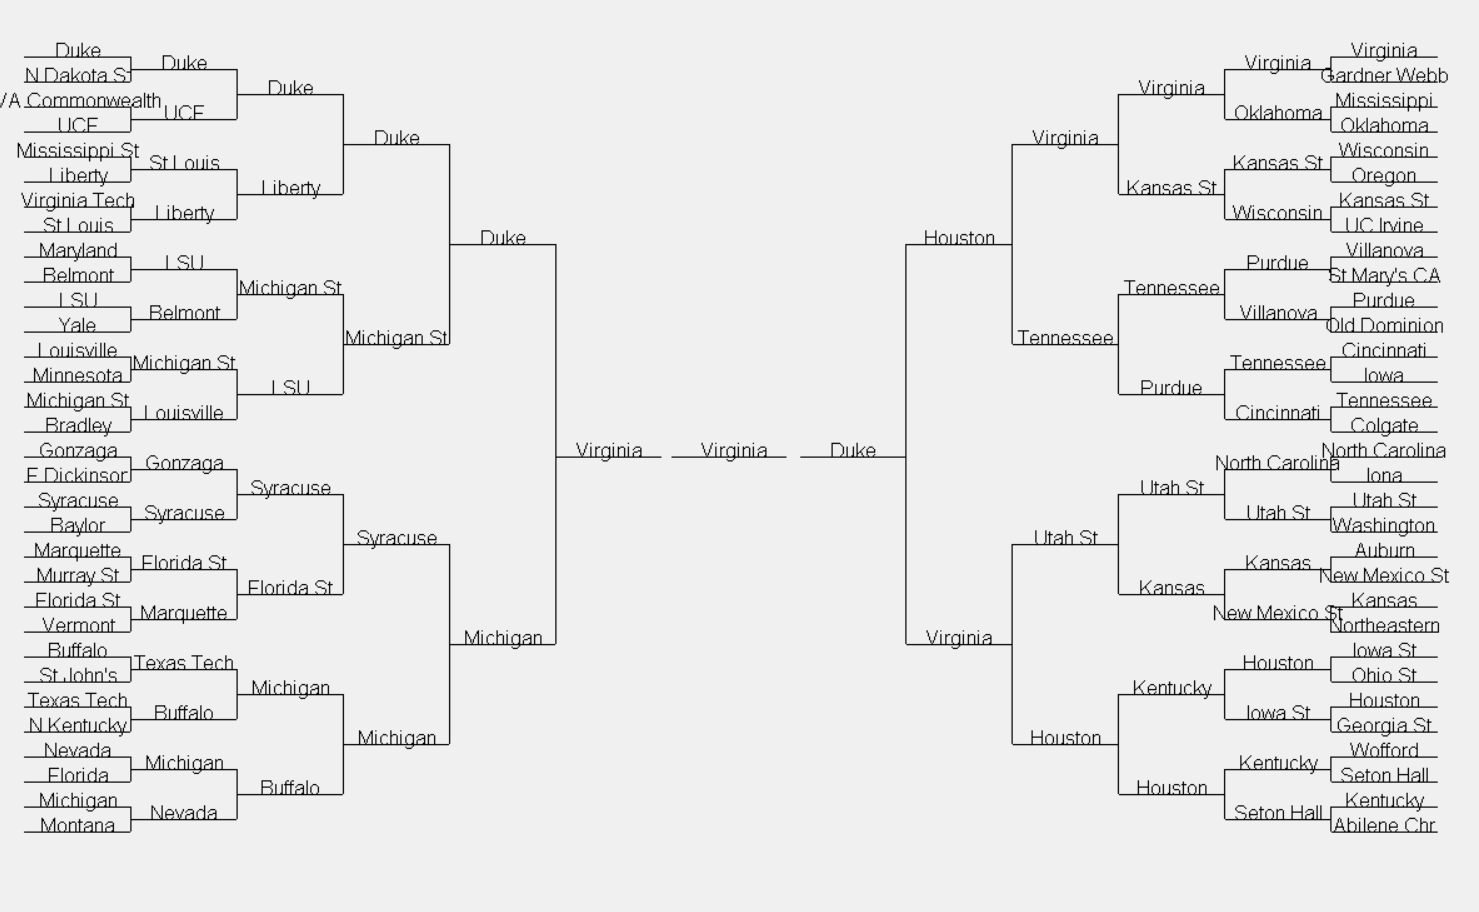 Duke
N Dakota St
VA Commonwealth
UCF
Mississippi St
Liberty
Virginia Tech
St Louis
Maryland
Belmont
LSU
Yale
Louisville
Minnesota
Michigan St
Bradley
Gonzaga
F Dickinson
Syracuse
Baylor
Marquette
Murray St
Florida St
Vermont
Buffalo
St John's
Texas Tech
N Kentucky
Nevada
Florida
Michigan
Montana
Duke
UCF
St Louis
Liberty
LSU
Belmont
Michigan St
Louisville
Gonzaga
Syracuse
Florida St
Marquette
Texas Tech
Buffalo
Michigan
Nevada
Duke
Liberty
Michigan St
LSU
Syracuse
Florida St
Michigan
Buffalo
Duke
Michigan St
Syracuse
Michigan
Duke
Michigan
Virginia
Virginia
Duke
Houston
Virginia
Virginia
Tennessee
Utah St
Houston
Virginia
Kansas St
Tennessee
Purdue
Utah St
Kansas
Kentucky
Houston
Virginia
Oklahoma
Kansas St
Wisconsin
Purdue
Villanova
Tennessee
Cincinnati
North Carolina
Utah St
Kansas
New Mexico St
Houston
Iowa St
Kentucky
Seton Hall
Virginia
Gardner Webb
Mississippi
Oklahoma
Wisconsin
Oregon
Kansas St
UC Irvine
Villanova
St Mary's CA
Purdue
Old Dominion
Cincinnati
Iowa
Tennessee
Colgate
North Carolina
Iona
Utah St
Washington
Auburn
New Mexico St
Kansas
Northeastern
Iowa St
Ohio St
Houston
Georgia St
Wofford
Seton Hall
Kentucky
Abilene Chr